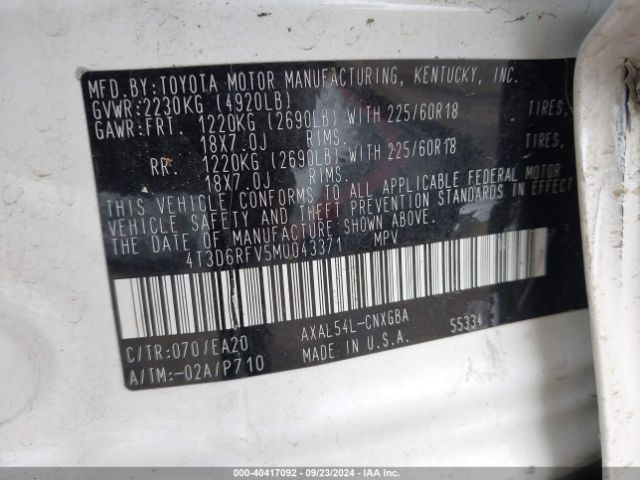 MFD.BY:TOYOTA MOTOR MANUFACTURING, KENTUCKY, INC.
GVWR:2230KG (4920LB)
GAWR:FRT. 1220KG (2690LB) WITH 225/60R18 TIRES,
18X7.0J RIMS.
RR. 1220KG (2690LB) WITH 225/60R18 TIRES,
18X7.0J RIMS.
THIS VEHICLE CONFORMS TO ALL APPLICABLE FEDERAL MOTOR
VEHICLE SAFETY AND THEFT PREVENTION STANDARDS IN EFFECT
THE DATE OF MANUFACTURE SHOWN ABOVE.
4T3D6RFV5MU043371 MPV
AXAL54L-CNXGBA 55334
C/TR:070/EA20 MADE IN U.S.A.
A/TM:-02A/P710
000-40417092 - 09/23/2024 - IAA Inc.